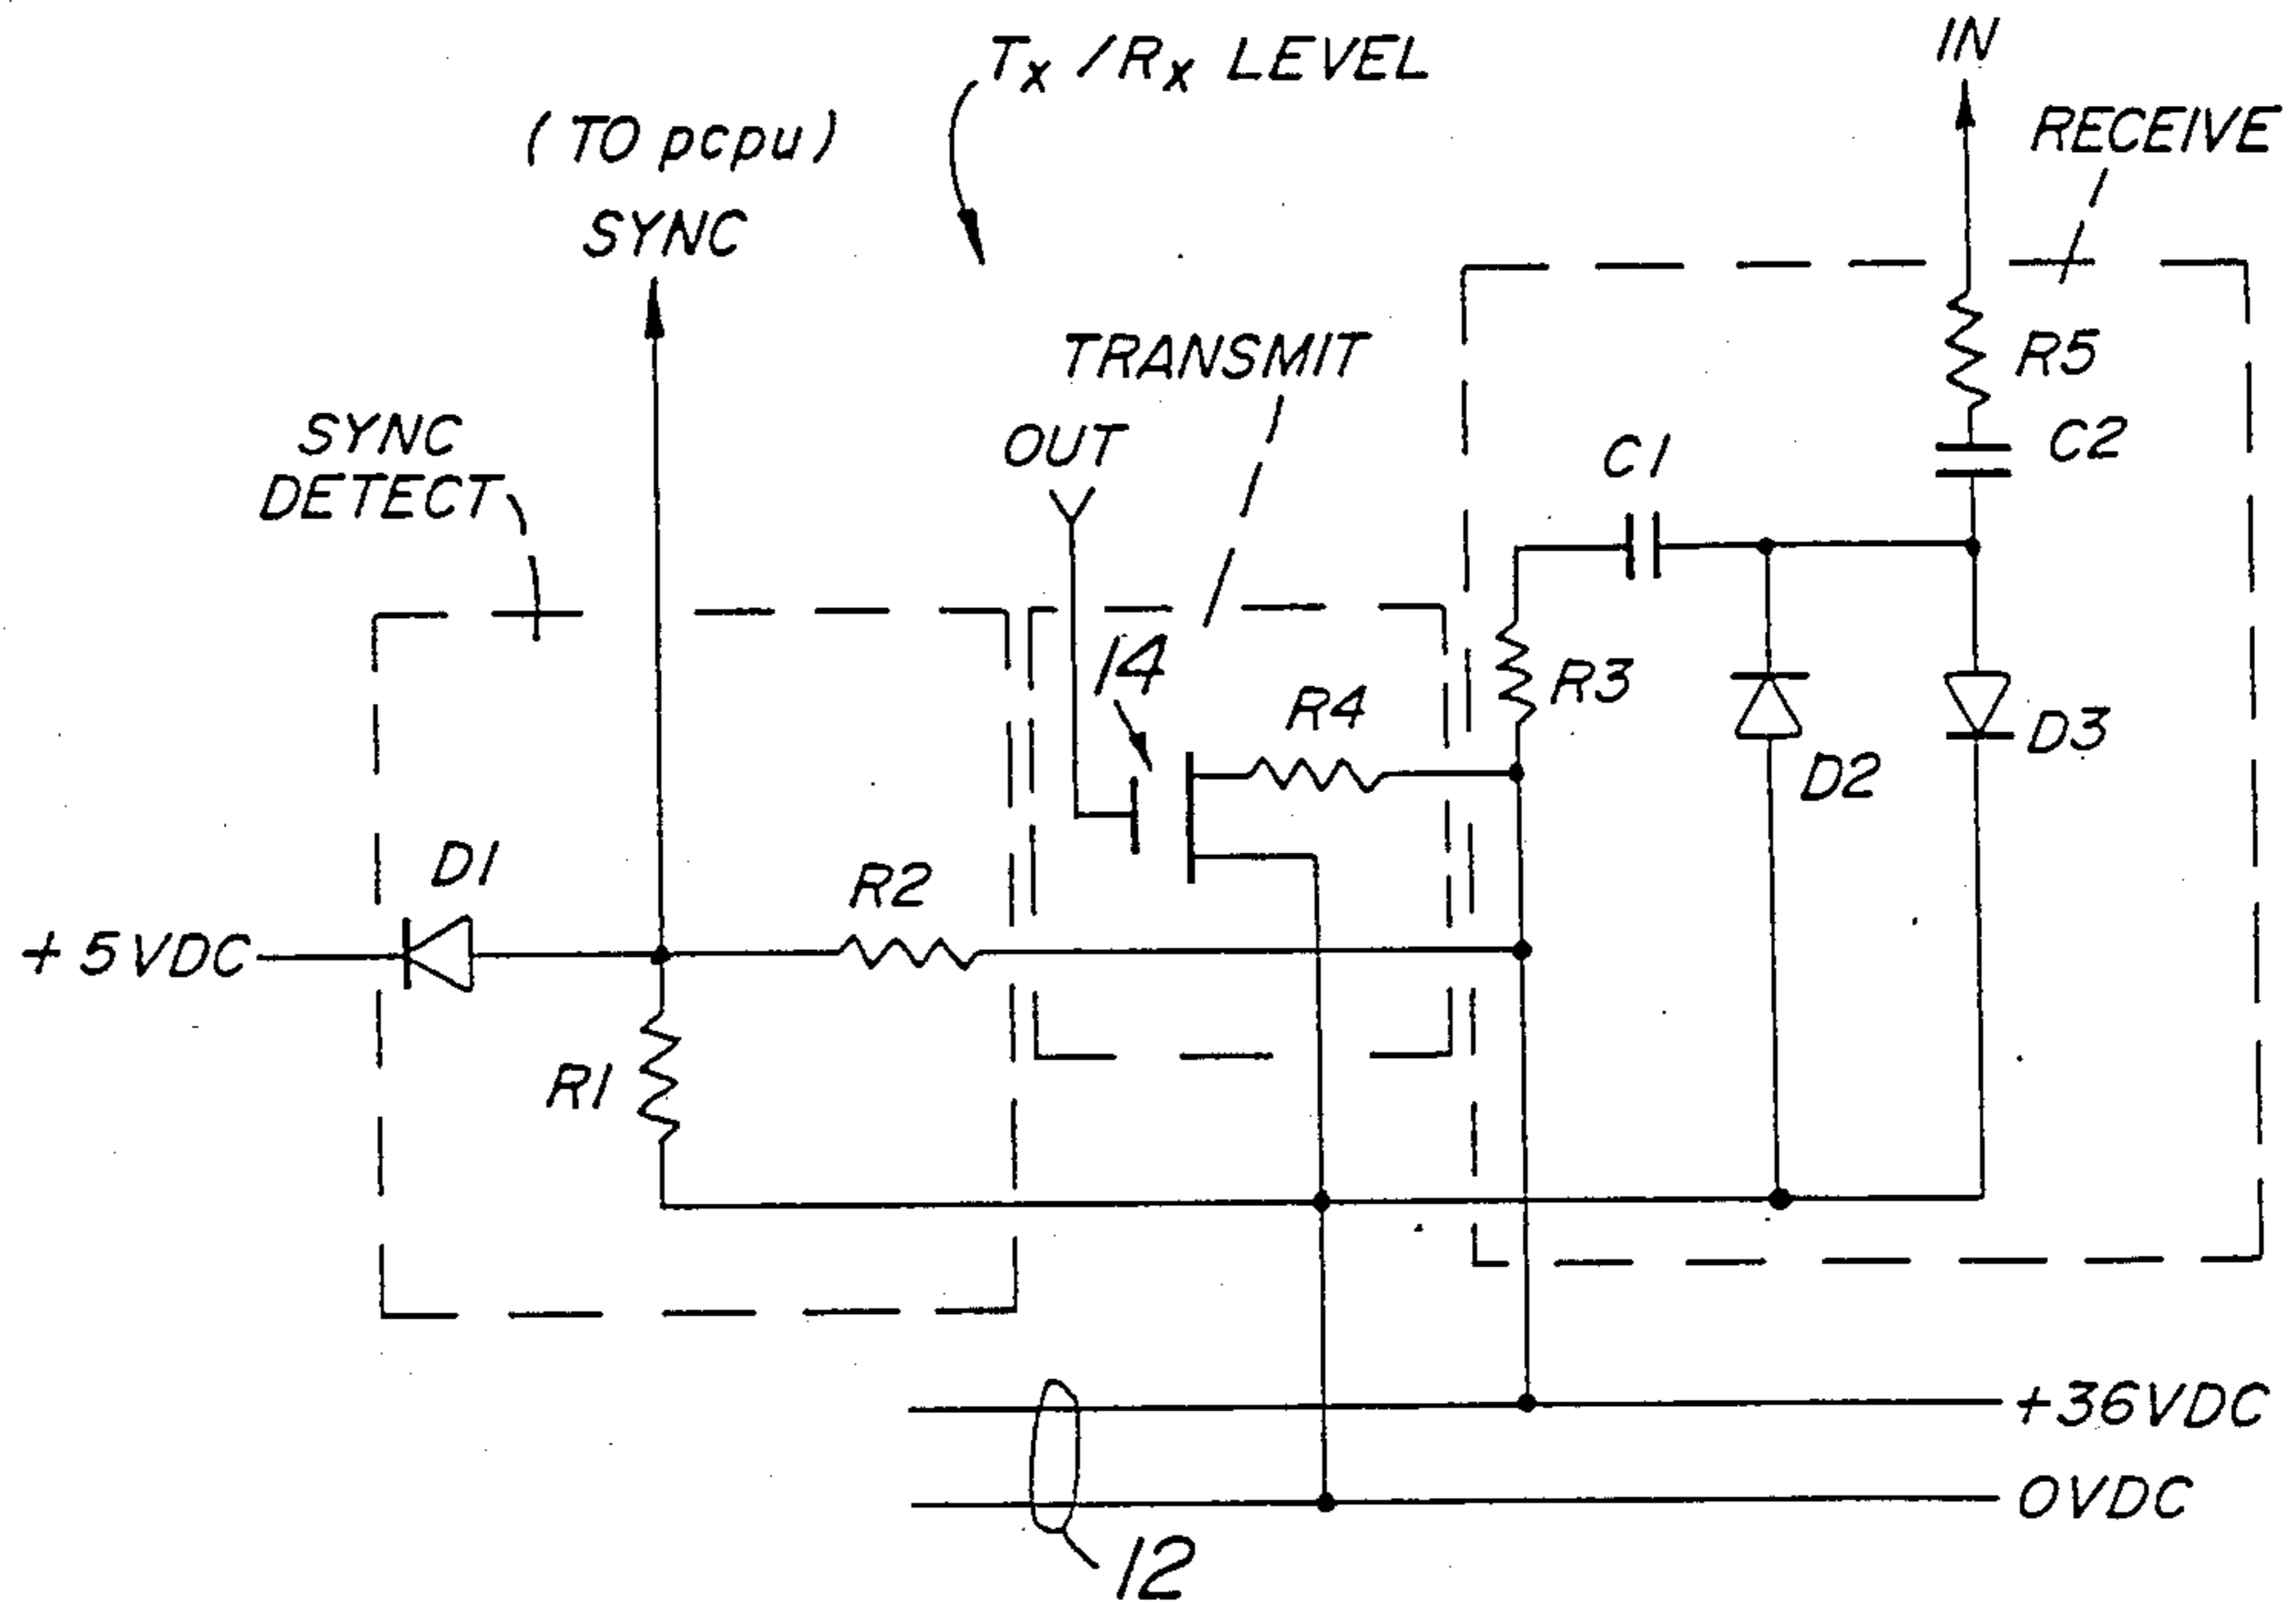 Tx /Rx LEVEL
IN
(TO pcpu)
SYNC
RECEIVE
TRANSMIT
OUT
SYNC
DETECT
R5
C2
C1
14
R3
R4
D3
D2
D1
R2
+5VDC
R1
+36VDC
0VDC
12